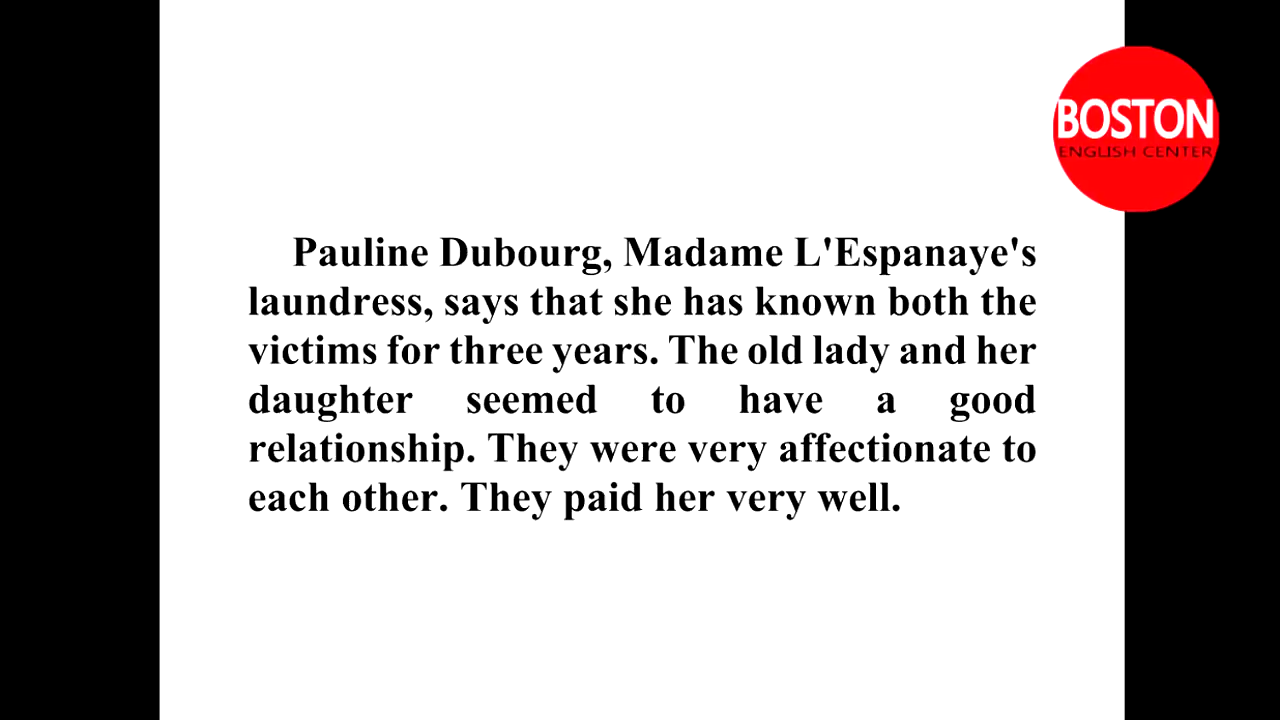 BOSTON
ENGLISH CENTER
Pauline Dubourg, Madame L'Espanaye's
laundress, says that she has known both the
victims for three years. The old lady and her
daughter seemed to have a good
relationship. They were very affectionate to
each other. They paid her very well.